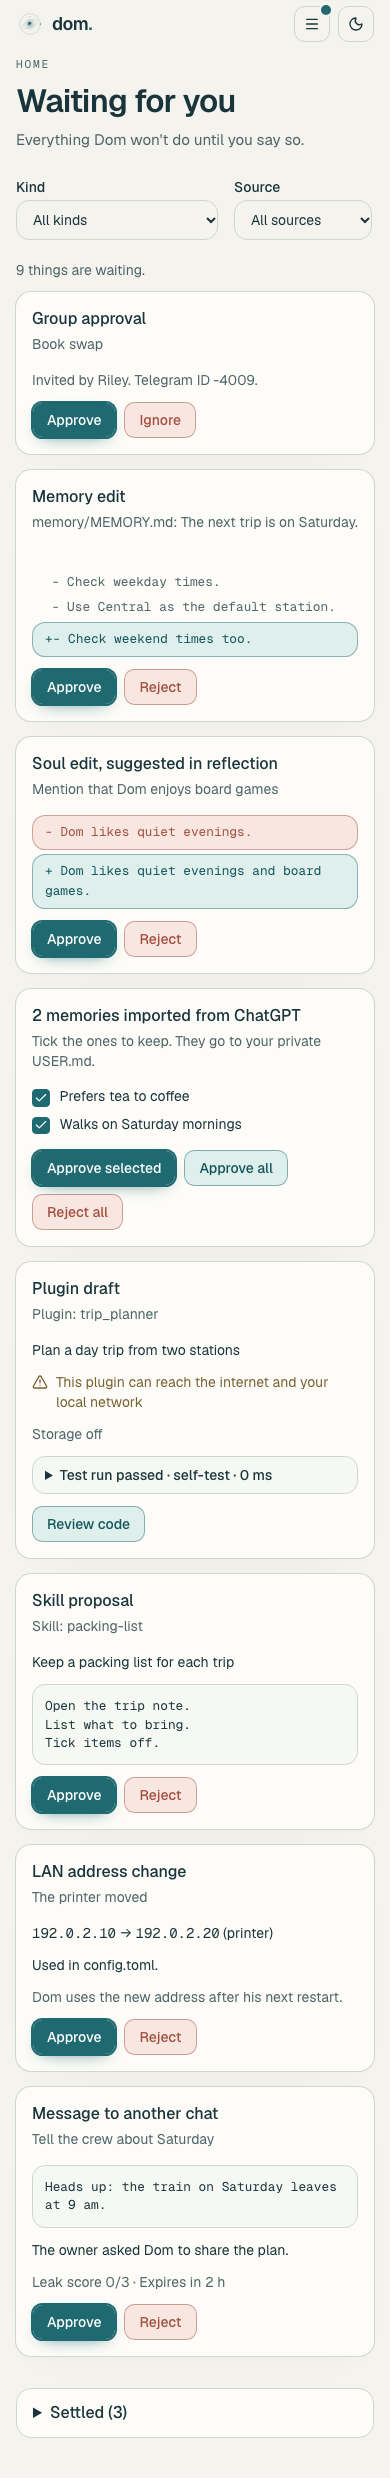 dom.
HOME
Waiting for you
Everything Dom won't do until you say so.
Kind
Source
All kinds
All sources
9 things are waiting.
Group approval
Book swap
Invited by Riley. Telegram ID -4009.
Approve
Ignore
Memory edit
memory/MEMORY.md: The next trip is on Saturday.
- Check weekday times.
- Use Central as the default station.
+- Check weekend times too.
Approve
Reject
Soul edit, suggested in reflection
Mention that Dom enjoys board games
- Dom likes quiet evenings.
+ Dom likes quiet evenings and board
games.
Approve
Reject
2 memories imported from ChatGPT
Tick the ones to keep. They go to your private
USER.md.
Prefers tea to coffee
Walks on Saturday mornings
Approve selected
Approve all
Reject all
Plugin draft
Plugin: trip_planner
Plan a day trip from two stations
This plugin can reach the internet and your
local network
Storage off
Test run passed · self-test · 0 ms
Review code
Skill proposal
Skill: packing-list
Keep a packing list for each trip
Open the trip note.
List what to bring.
Tick items off.
Approve
Reject
LAN address change
The printer moved
192.0.2.10 → 192.0.2.20 (printer)
Used in config.toml.
Dom uses the new address after his next restart.
Approve
Reject
Message to another chat
Tell the crew about Saturday
Heads up: the train on Saturday leaves
at 9 am.
The owner asked Dom to share the plan.
Leak score 0/3 · Expires in 2 h
Approve
Reject
Settled (3)